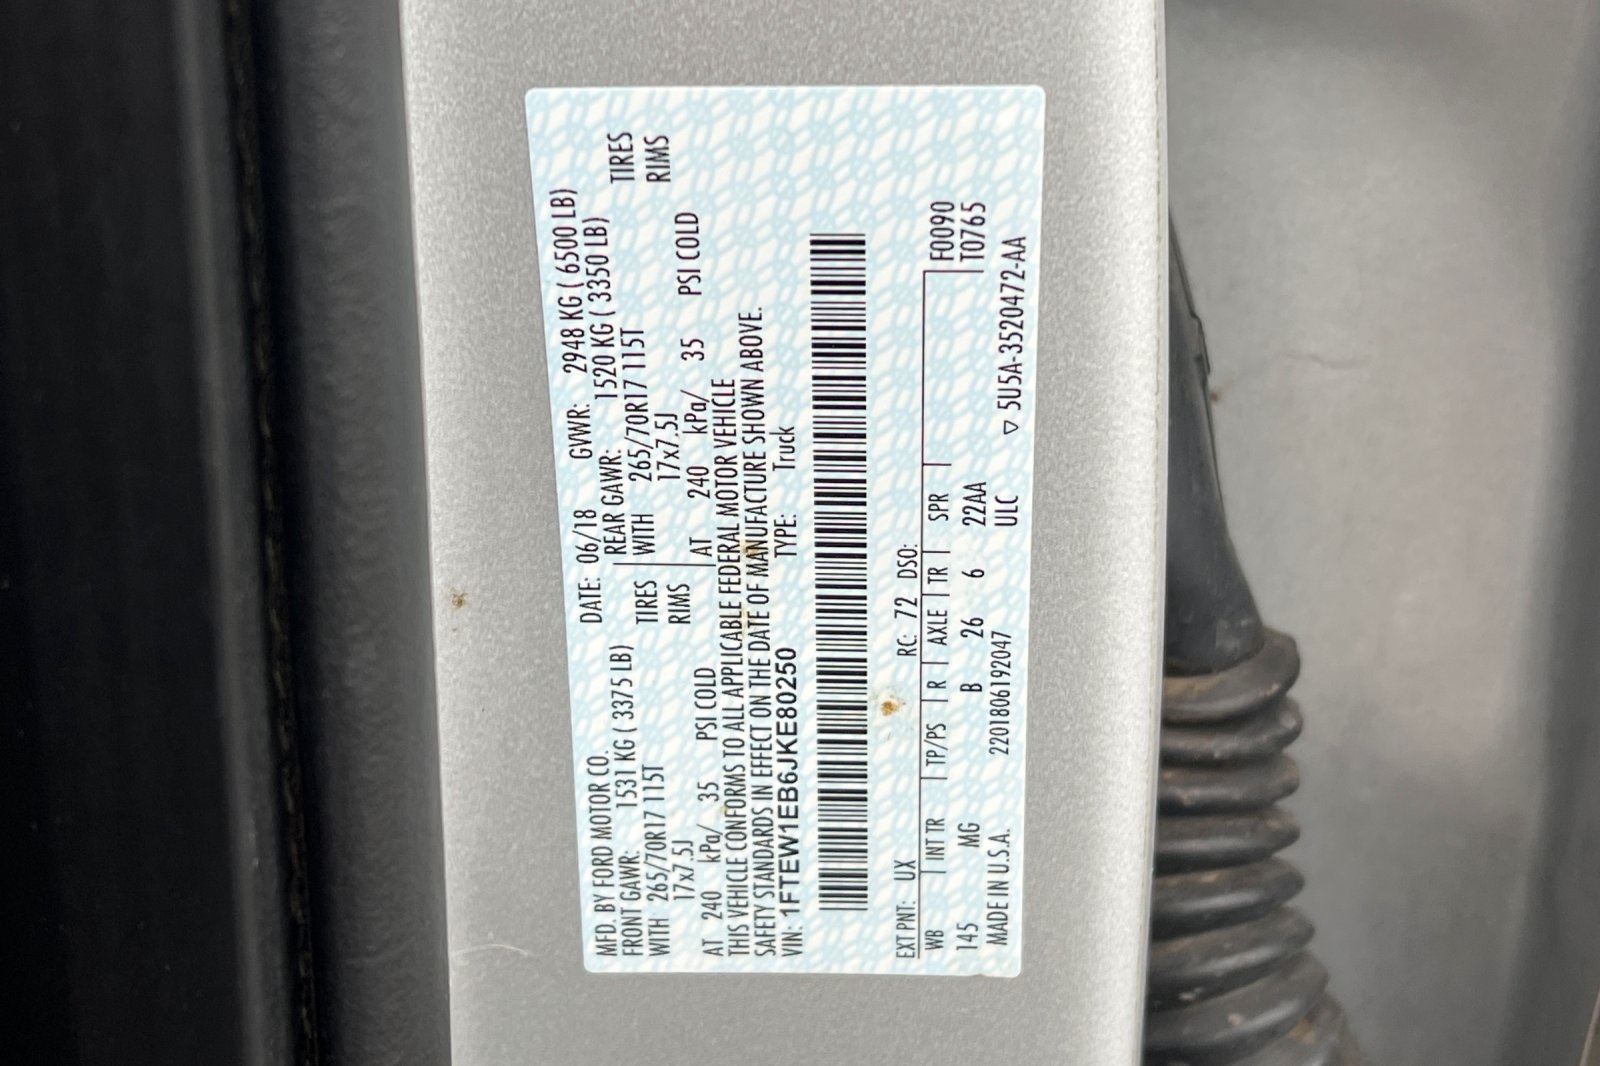 MFD. BY FORD MOTOR CO.
DATE: 06/18 GVWR: 2948 KG ( 6500 LB)
FRONT GAWR: 1531 KG ( 3375 LB) REAR GAWR: 1520 KG ( 3350 LB)
WITH 265/70R17 115T TIRES WITH 265/70R17 115T TIRES
17x7.5J RIMS 17x7.5J RIMS
AT 240 kPa/ 35 PSI COLD AT 240 kPa/ 35 PSI COLD
THIS VEHICLE CONFORMS TO ALL APPLICABLE FEDERAL MOTOR VEHICLE
SAFETY STANDARDS IN EFFECT ON THE DATE OF MANUFACTURE SHOWN ABOVE.
VIN: 1FTEW1EB6JKE80250 TYPE: Truck
EXT PNT: UX RC: 72 DSO: F0090
WB INT TR TP/PS R AXLE TR SPR T0765
145 MG B 26 6 22AA
MADE IN U.S.A. 220180619204​7 ULC ▽ 5U5A-3520472-AA